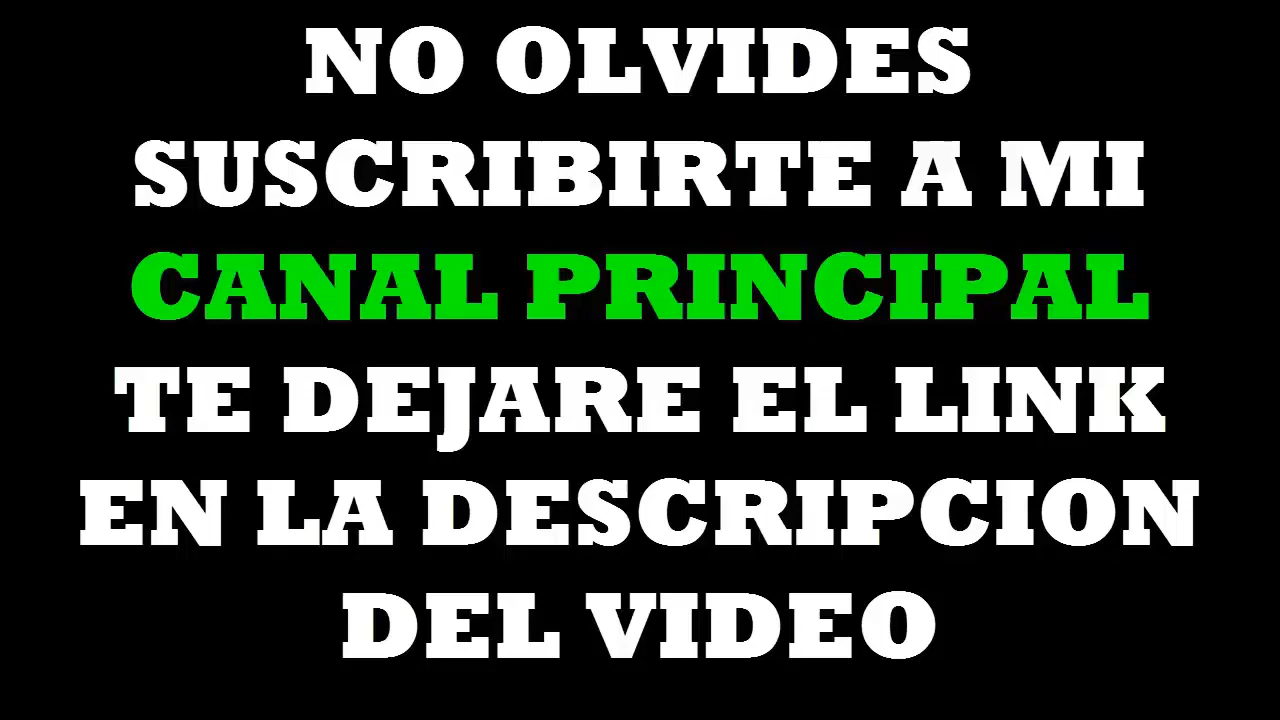 NO OLVIDES
SUSCRIBIRTE A MI
CANAL PRINCIPAL
TE DEJARE EL LINK
EN LA DESCRIPCION
DEL VIDEO